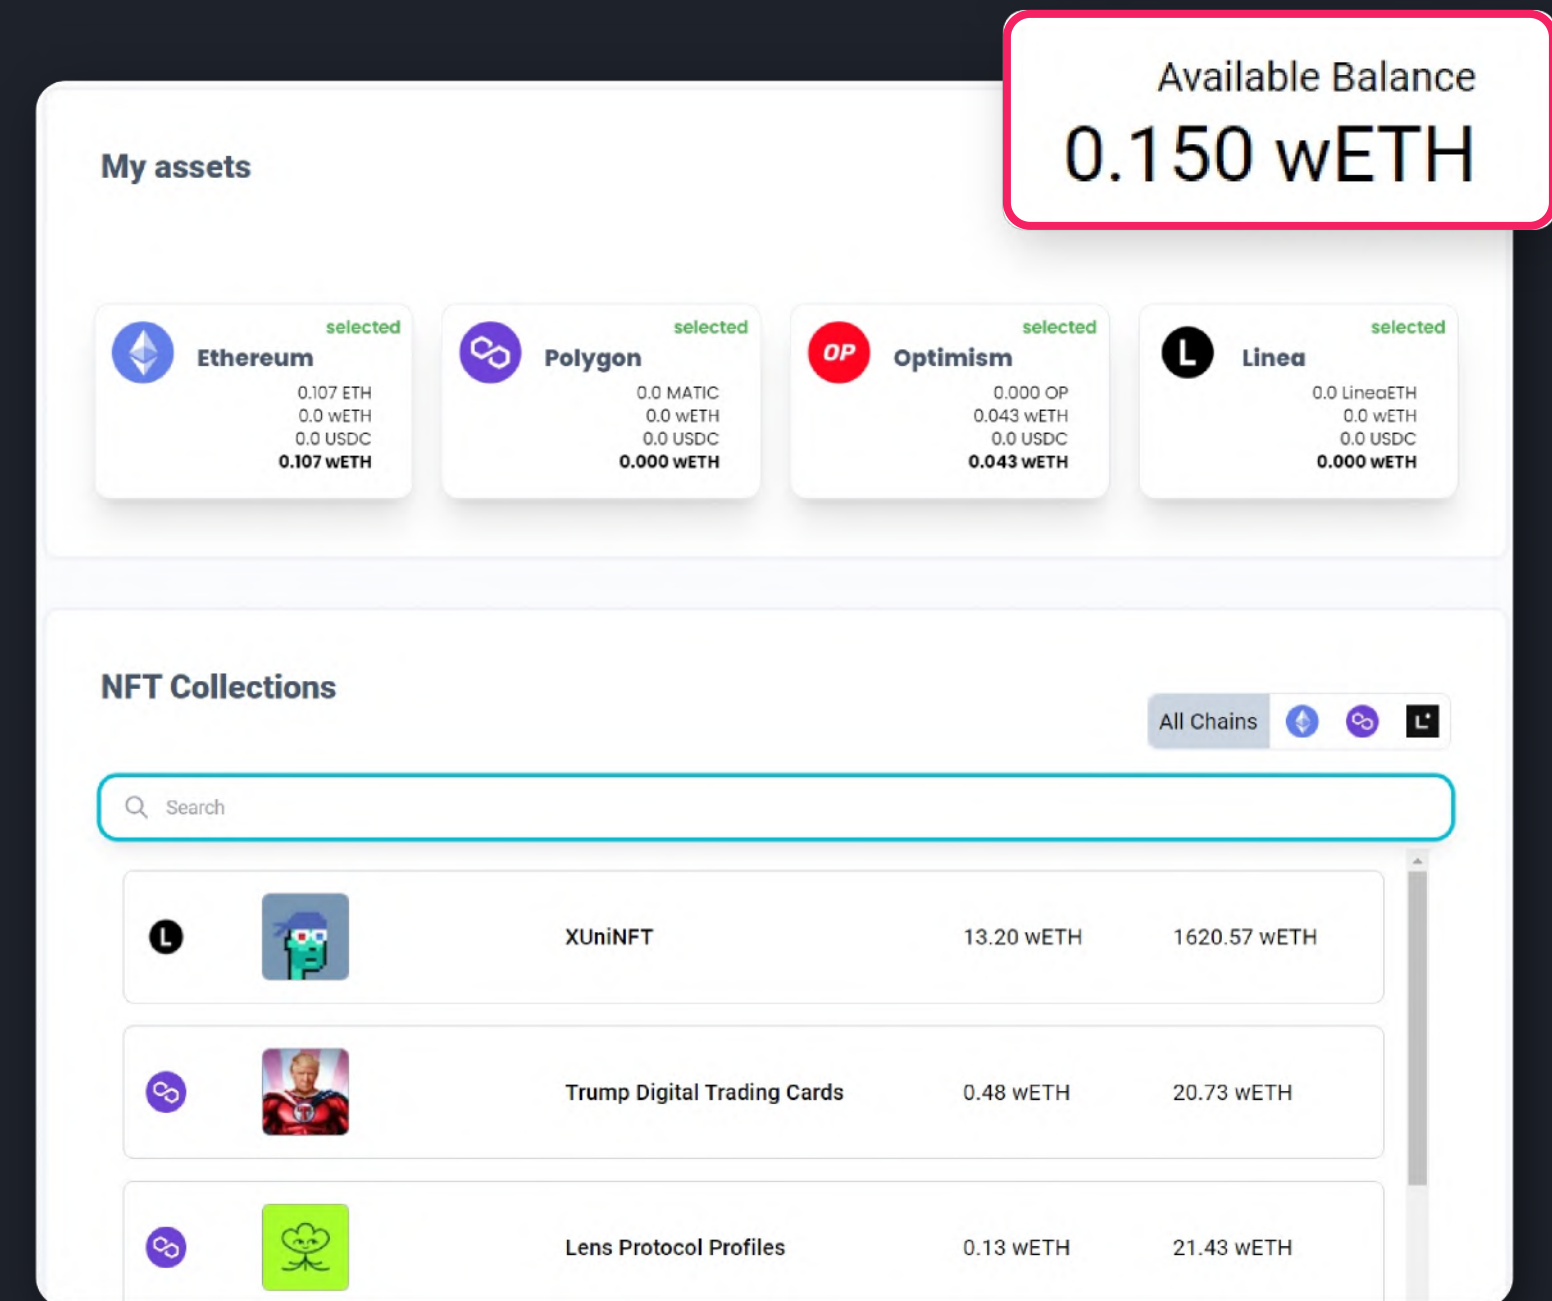 Available Balance
0.150 wETH
My assets
selected
Ethereum
0.107 ETH
0.0 wETH
0.0 USDC
0.107 wETH
selected
Polygon
0.0 MATIC
0.0 wETH
0.0 USDC
0.000 wETH
selected
OP
Optimism
0.000 OP
0.043 wETH
0.0 USDC
0.043 wETH
selected
L
Linea
0.0 LineaETH
0.0 wETH
0.0 USDC
0.000 wETH
NFT Collections
All Chains
L
Search
L
XUniNFT 13.20 wETH 1620.57 wETH
Trump Digital Trading Cards 0.48 wETH 20.73 wETH
T
Lens Protocol Profiles 0.13 wETH 21.43 wETH